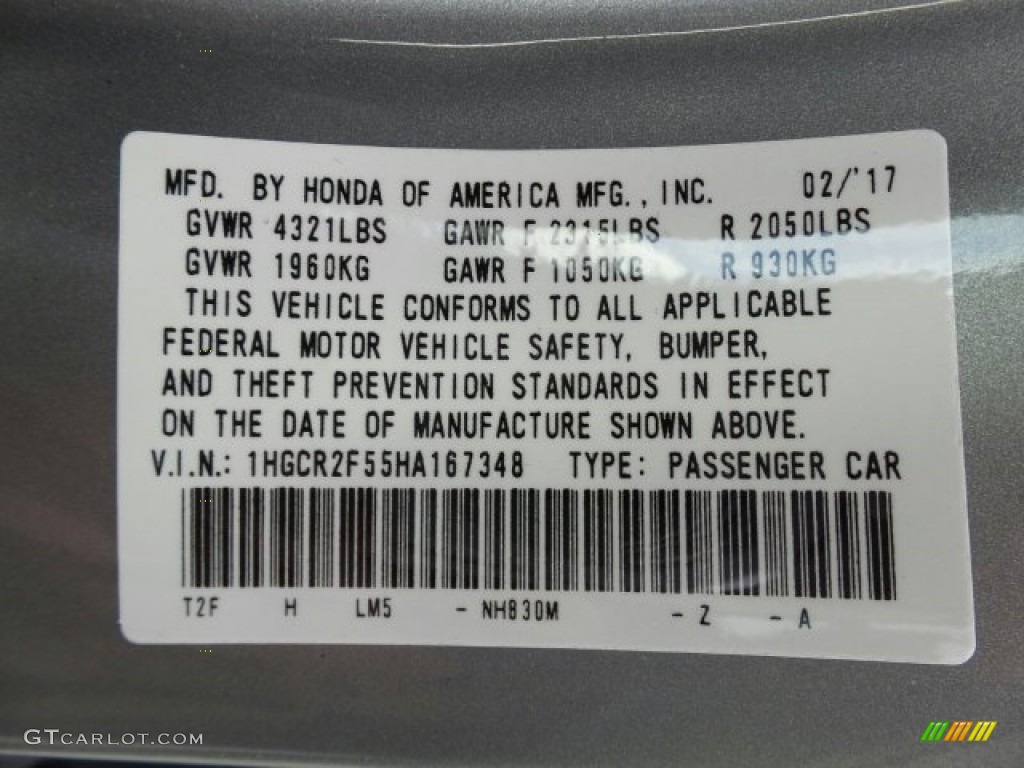 MFD. BY HONDA OF AMERICA MFG., INC. 02/'17
GVWR 4321LBS GAWR F 2315LBS R 2050LBS
GVWR 1960KG GAWR F 1050KG R 930KG
THIS VEHICLE CONFORMS TO ALL APPLICABLE
FEDERAL MOTOR VEHICLE SAFETY, BUMPER,
AND THEFT PREVENTION STANDARDS IN EFFECT
ON THE DATE OF MANUFACTURE SHOWN ABOVE.
V.I.N.: 1HGCR2F55HA167348 TYPE: PASSENGER CAR
T2F H LM5 - NH830M - Z - A
GTCARLOT.COM